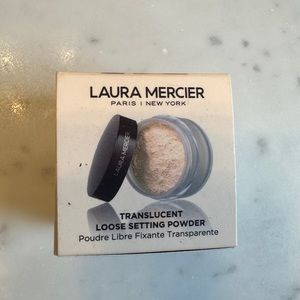 LAURA MERCIER
PARIS | NEW YORK
LAURA MERCIER
TRANSLUCENT
LOOSE SETTING POWDER
Poudre Libre Fixante Transparente